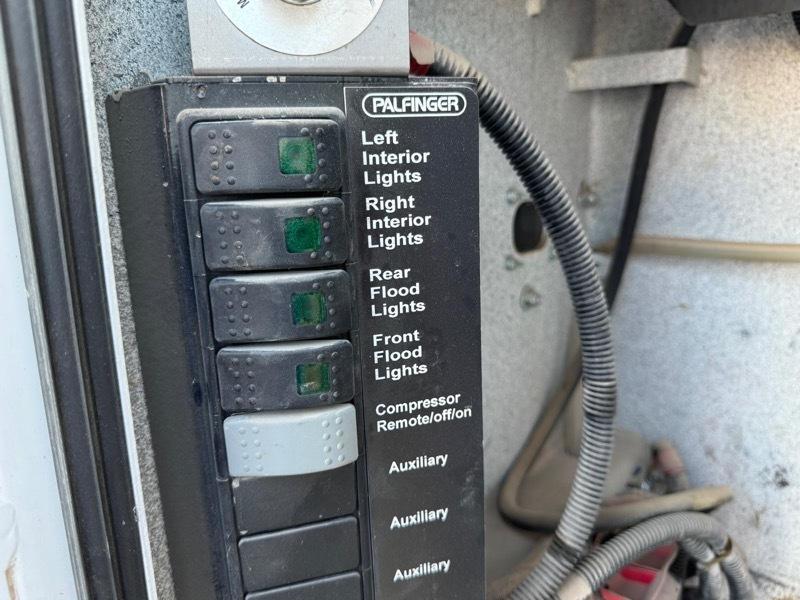 M
PALFINGER
Left
Interior
Lights
Right
Interior
Lights
Rear
Flood
Lights
Front
Flood
Lights
Compressor
Remote/off/on
Auxiliary
Auxiliary
Auxiliary